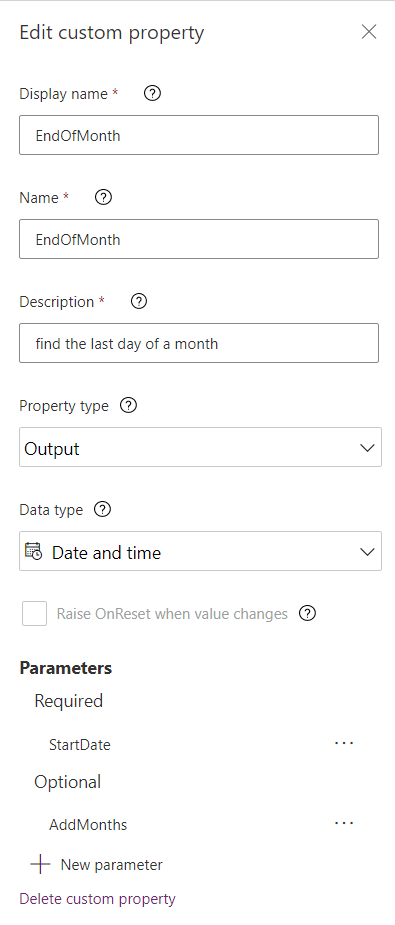 Edit custom property
Display name *
EndOfMonth
Name *
EndOfMonth
Description *
find the last day of a month
Property type
Output
Data type
Date and time
Raise OnReset when value changes
Parameters
Required
StartDate
Optional
AddMonths
New parameter
Delete custom property